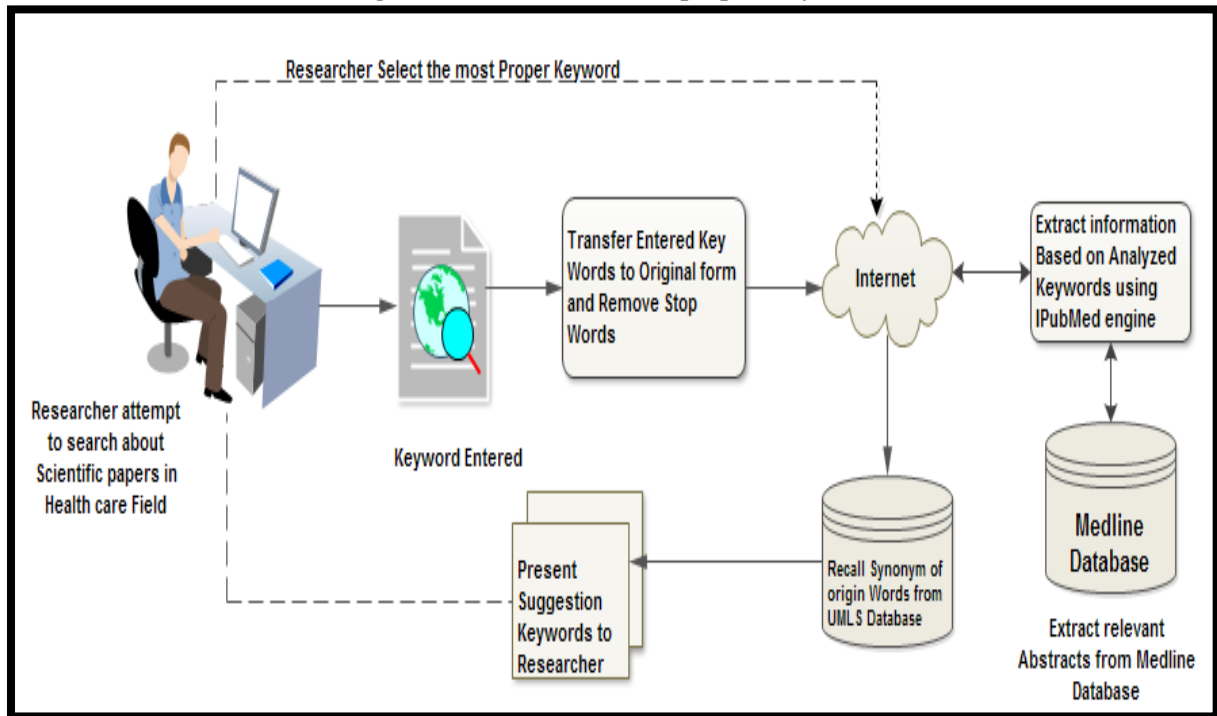 Researcher Select the most Proper Keyword
Transfer Entered Key
Words to Original form
and Remove Stop
Words
Internet
Extract information
Based on Analyzed
Keywords using
IPubMed engine
Researcher attempt
to search about
Scientific papers in
Health care Field
Keyword Entered
Present
Suggestion
Keywords to
Researcher
Recall Synonym of
origin Words from
UMLS Database
Medline
Database
Extract relevant
Abstracts from Medline
Database